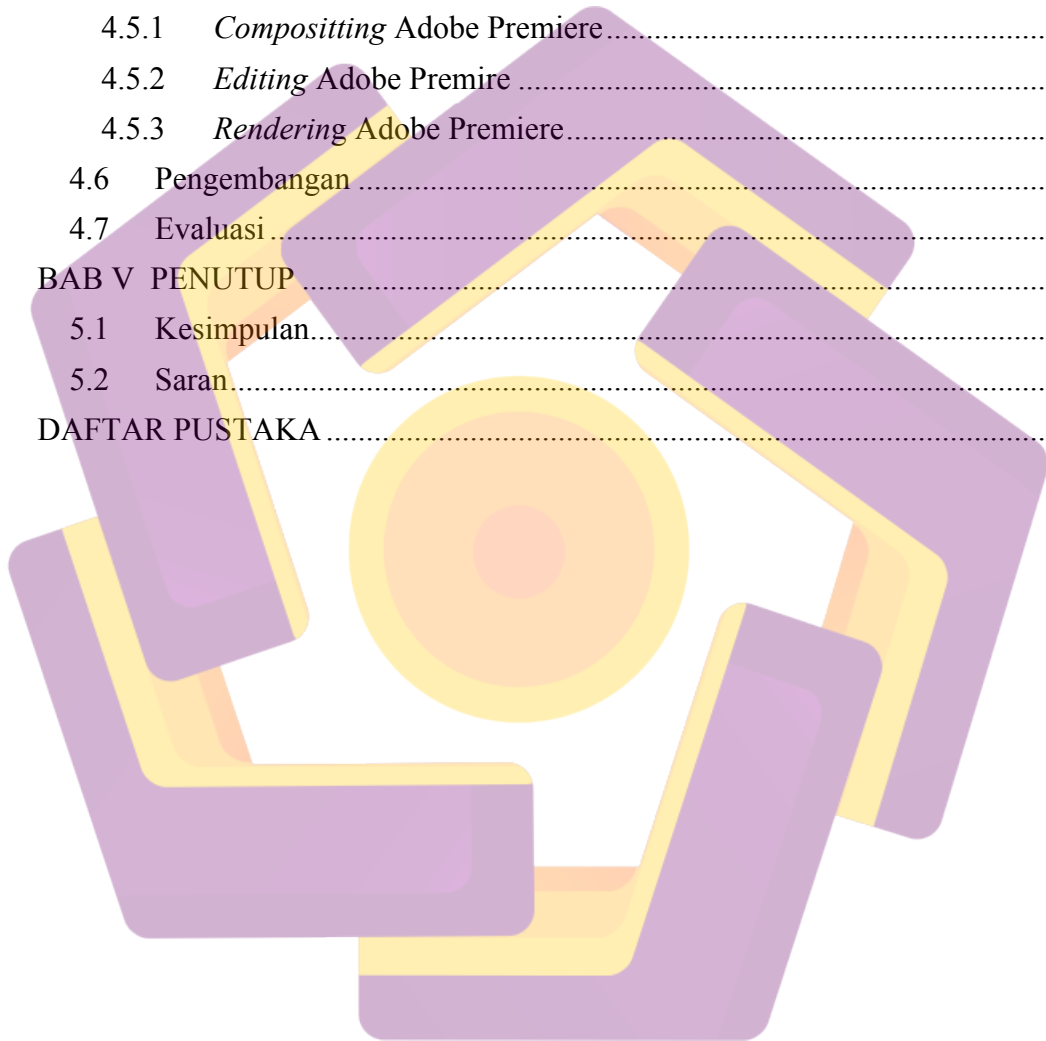 4.5.1 Compositting Adobe Premiere ........................................................
4.5.2 Editing Adobe Premire ........................................................
4.5.3 Rendering Adobe Premiere ........................................................
4.6 Pengembangan ........................................................
4.7 Evaluasi ........................................................
BAB V PENUTUP ........................................................
5.1 Kesimpulan ........................................................
5.2 Saran ........................................................
DAFTAR PUSTAKA ........................................................